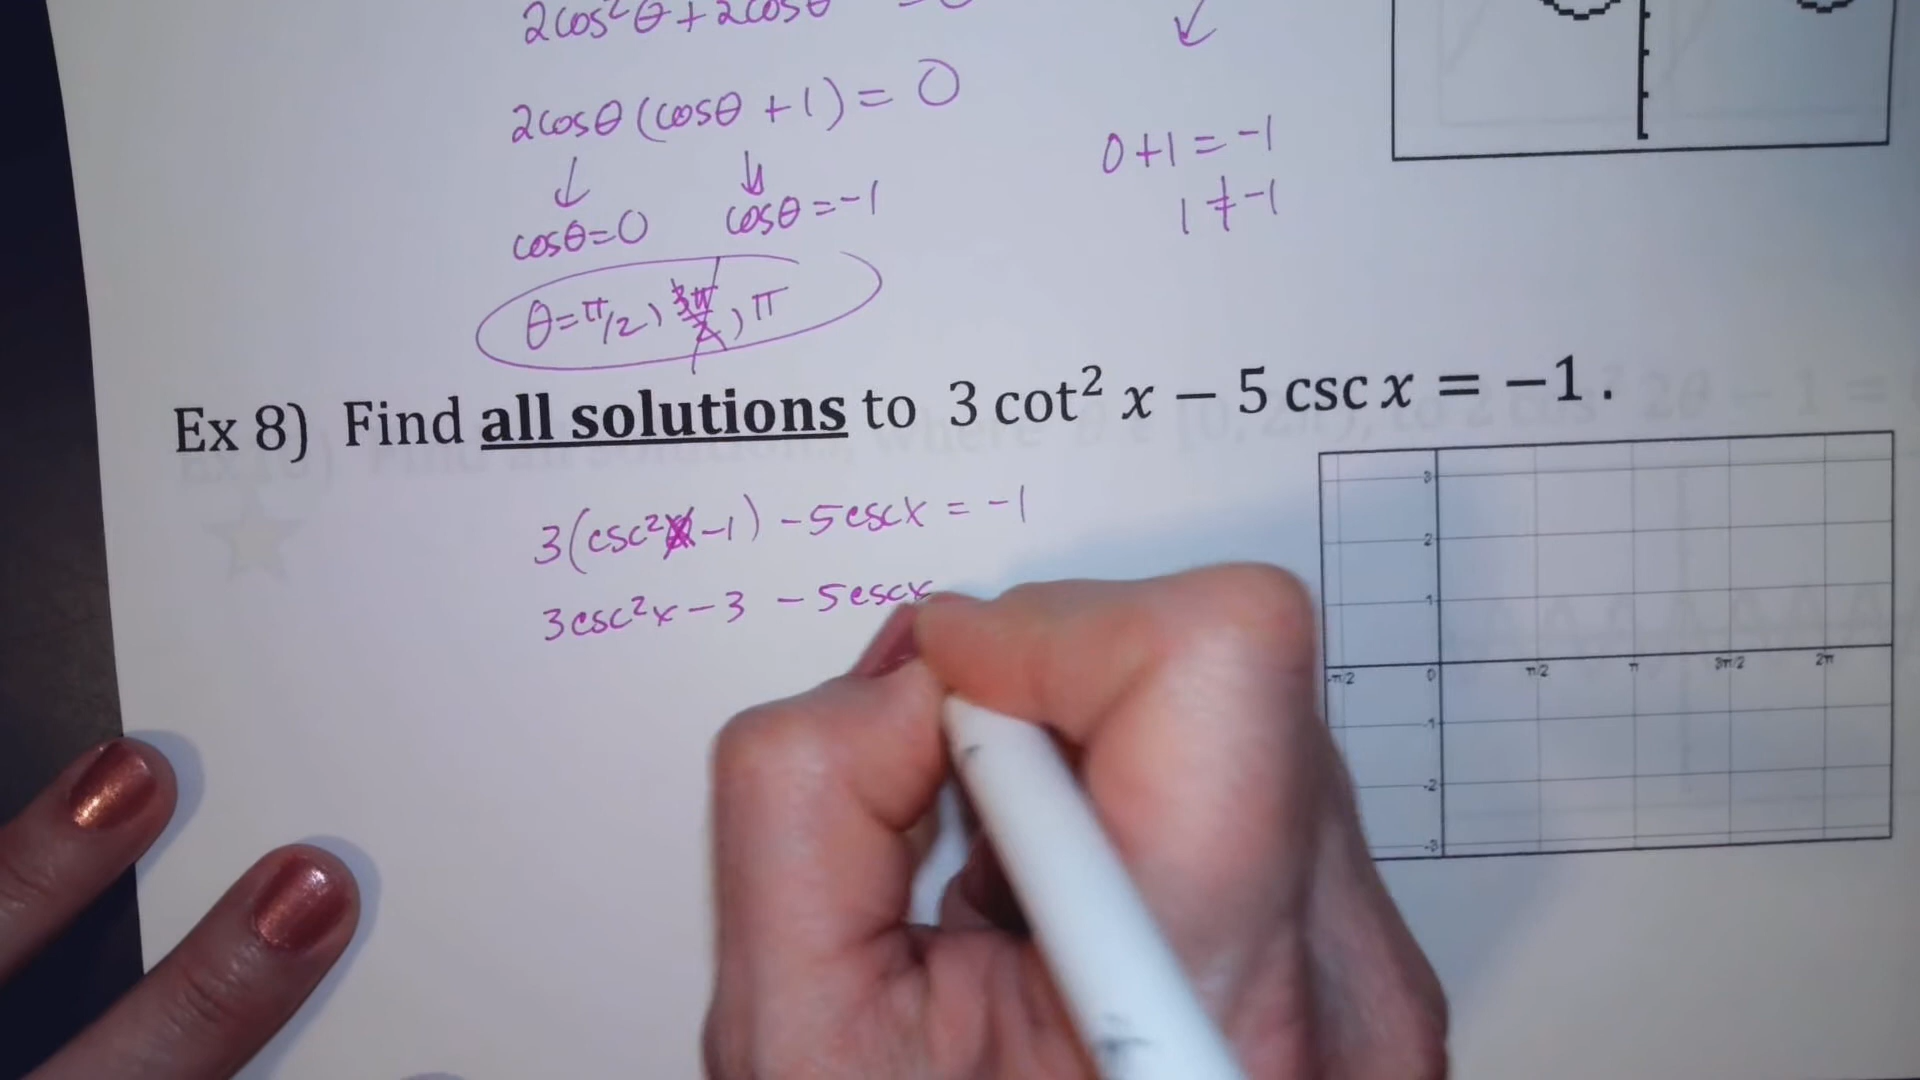 2cos²θ + 2cosθ = 0
2cosθ (cosθ + 1) = 0
0 + 1 = -1
1 ≠ -1
cosθ = 0 cosθ = -1
θ = π/2, 3π/2, π
Ex 8) Find all solutions to 3 cot² x − 5 csc x = −1.
3(csc²x - 1) - 5cscx = -1
3csc²x - 3 - 5cscx
3
2
1
-π/2 0 π/2 π 3π/2 2π
-1
-2
-3